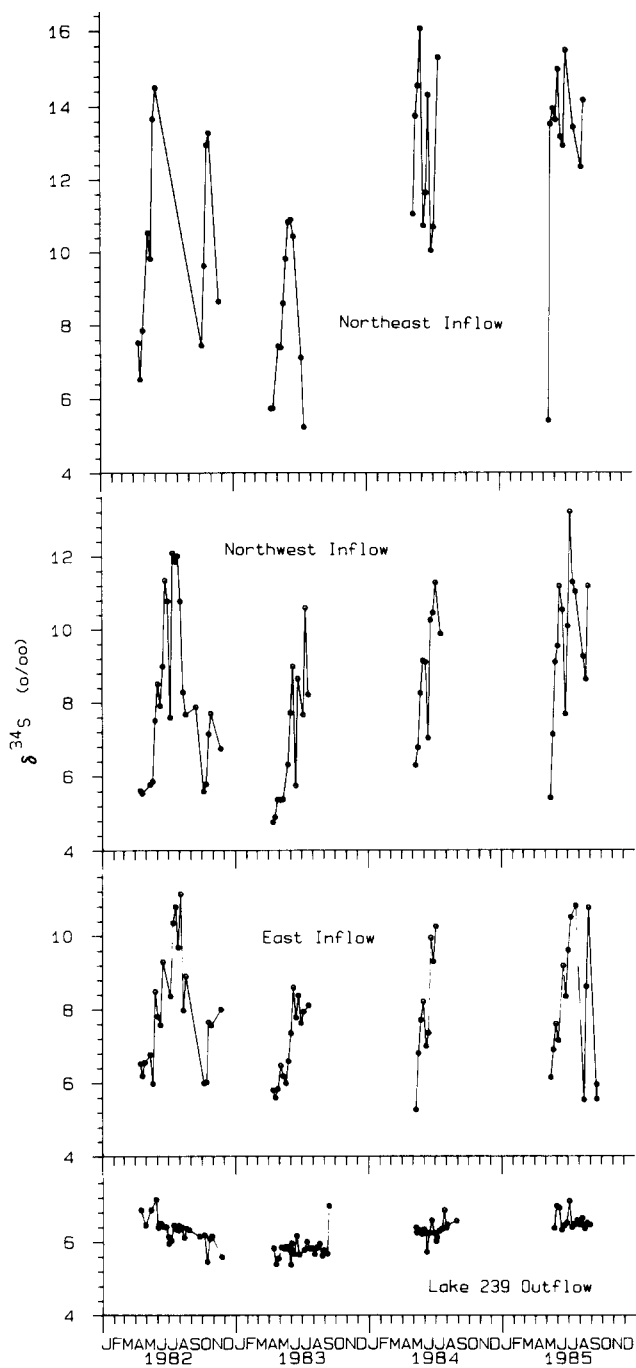 16
14
12
10
8
6
4
Northeast Inflow
Northwest Inflow
12
10
8
6
4
δ ³⁴S (o/oo)
East Inflow
10
8
6
4
6
4
Lake 239 Outflow
JFMAMJJASONDJFMAMJJASONDJFMAMJJASONDJFMAMJJASOND
1982 1983 1984 1985